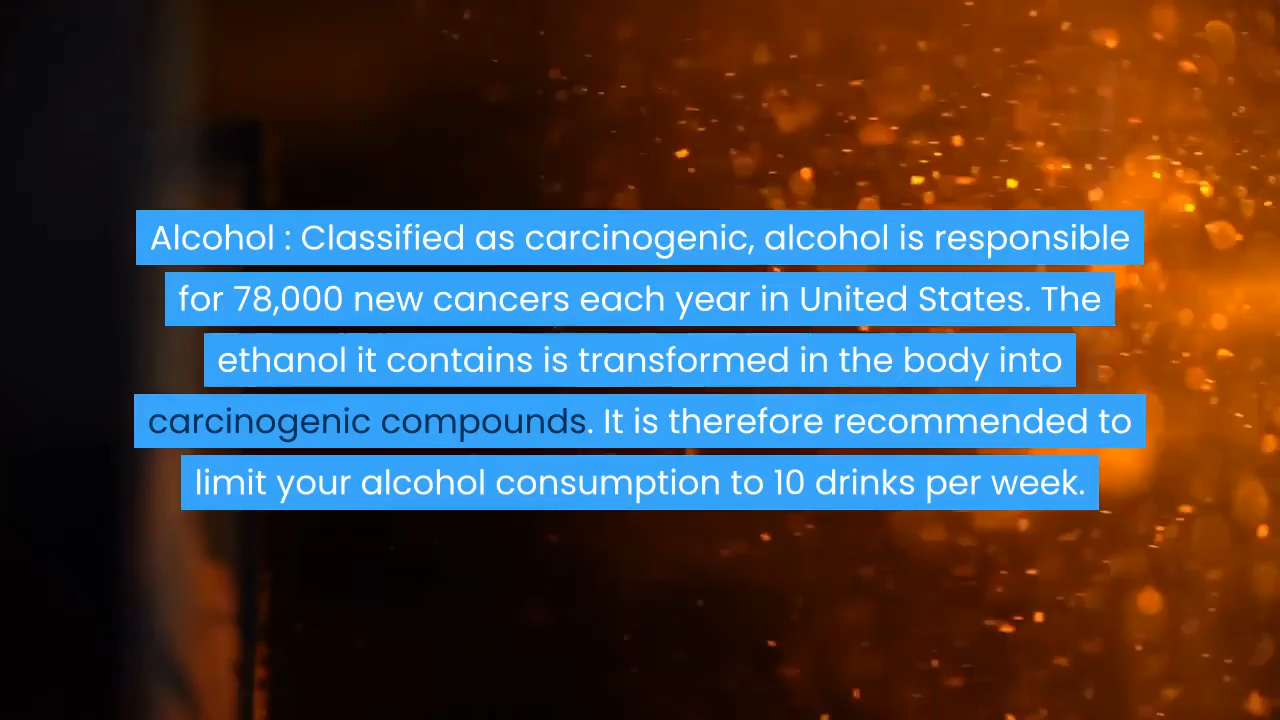 Alcohol : Classified as carcinogenic, alcohol is responsible
for 78,000 new cancers each year in United States. The
ethanol it contains is transformed in the body into
carcinogenic compounds. It is therefore recommended to
limit your alcohol consumption to 10 drinks per week.